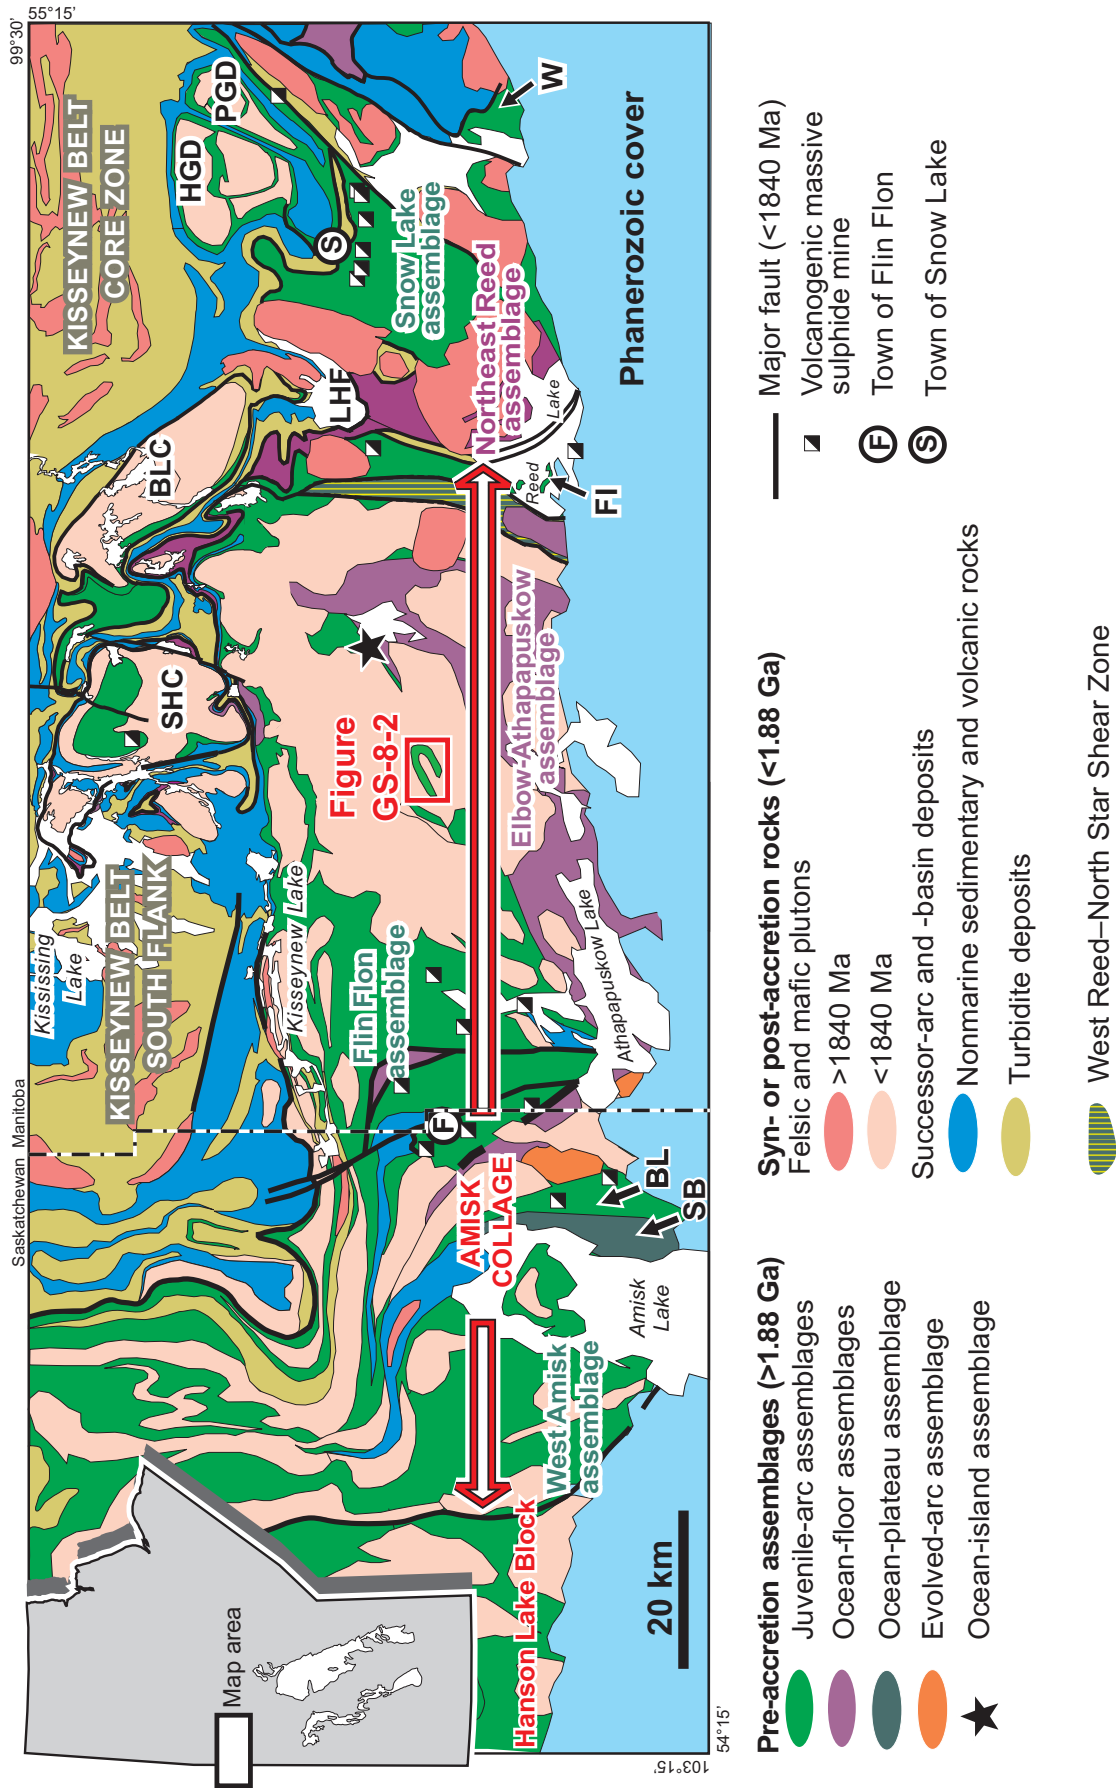 99°30'
55°15'
Saskatchewan Manitoba
KISSEYNEW BELT
CORE ZONE
HGD
PGD
BLC
SHC
LHF
Kississing
Lake
KISSEYNEW BELT
SOUTH FLANK
Kisseynew Lake
S
Snow Lake
assemblage
W
Figure
GS-8-2
Flin Flon
assemblage
F
Northeast Reed
assemblage
Elbow-Athapapuskow
assemblage
Reed
Lake
FI
Athapapuskow Lake
AMISK
COLLAGE
BL
SB
Amisk
Lake
West Amisk
assemblage
Hanson Lake Block
Phanerozoic cover
Map area
20 km
54°15'
103°15'
Pre-accretion assemblages (>1.88 Ga)
Juvenile-arc assemblages
Ocean-floor assemblages
Ocean-plateau assemblage
Evolved-arc assemblage
Ocean-island assemblage
Syn- or post-accretion rocks (<1.88 Ga)
Felsic and mafic plutons
>1840 Ma
<1840 Ma
Successor-arc and -basin deposits
Nonmarine sedimentary and volcanic rocks
Turbidite deposits
West Reed–North Star Shear Zone
Major fault (<1840 Ma)
Volcanogenic massive
sulphide mine
F Town of Flin Flon
S Town of Snow Lake